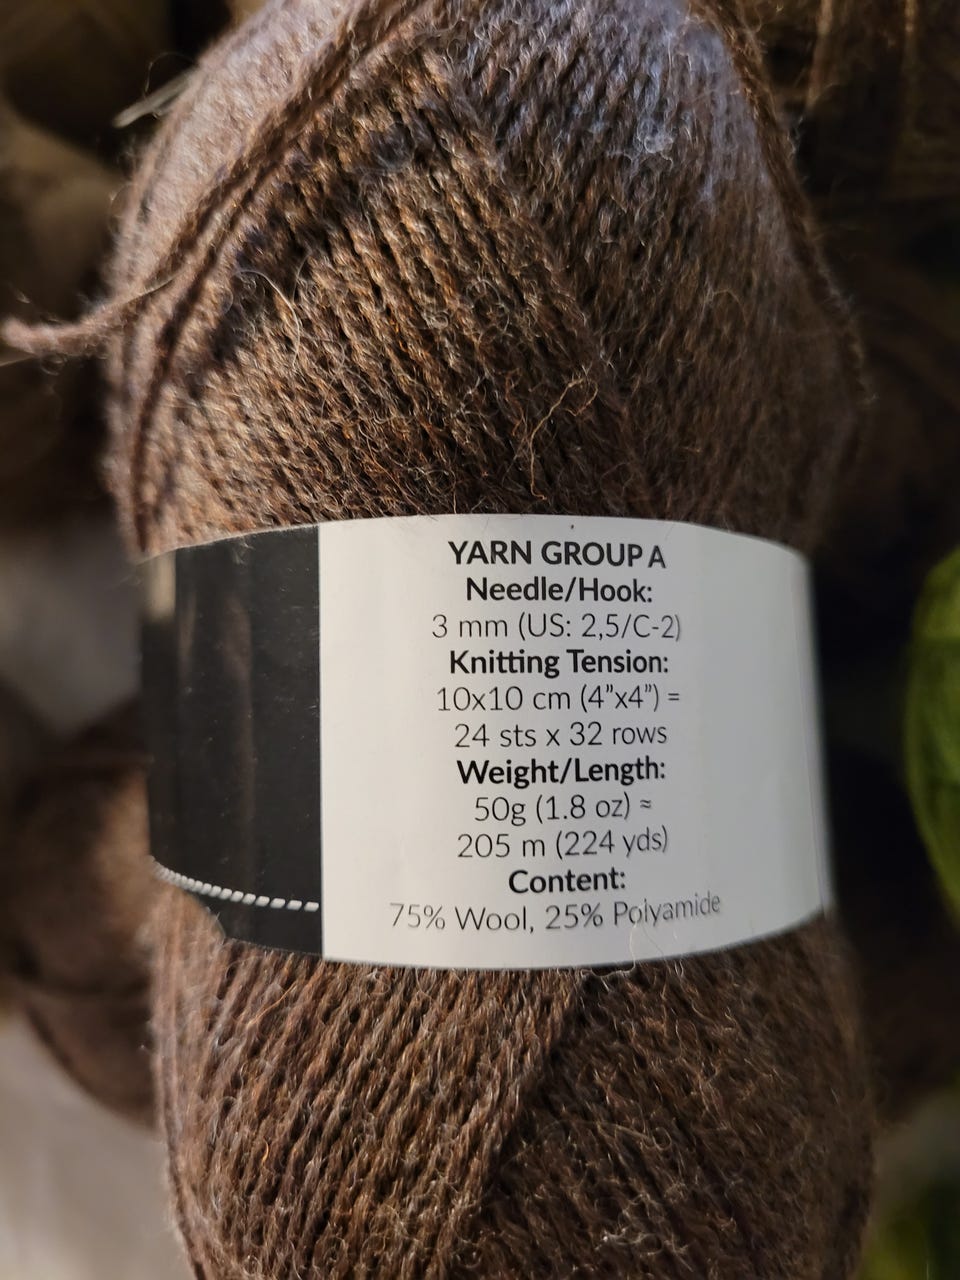 YARN GROUP A
Needle/Hook:
3 mm (US: 2,5/C-2)
Knitting Tension:
10x10 cm (4”x4”) =
24 sts x 32 rows
Weight/Length:
50g (1.8 oz) ≈
205 m (224 yds)
Content:
75% Wool, 25% Polyamide